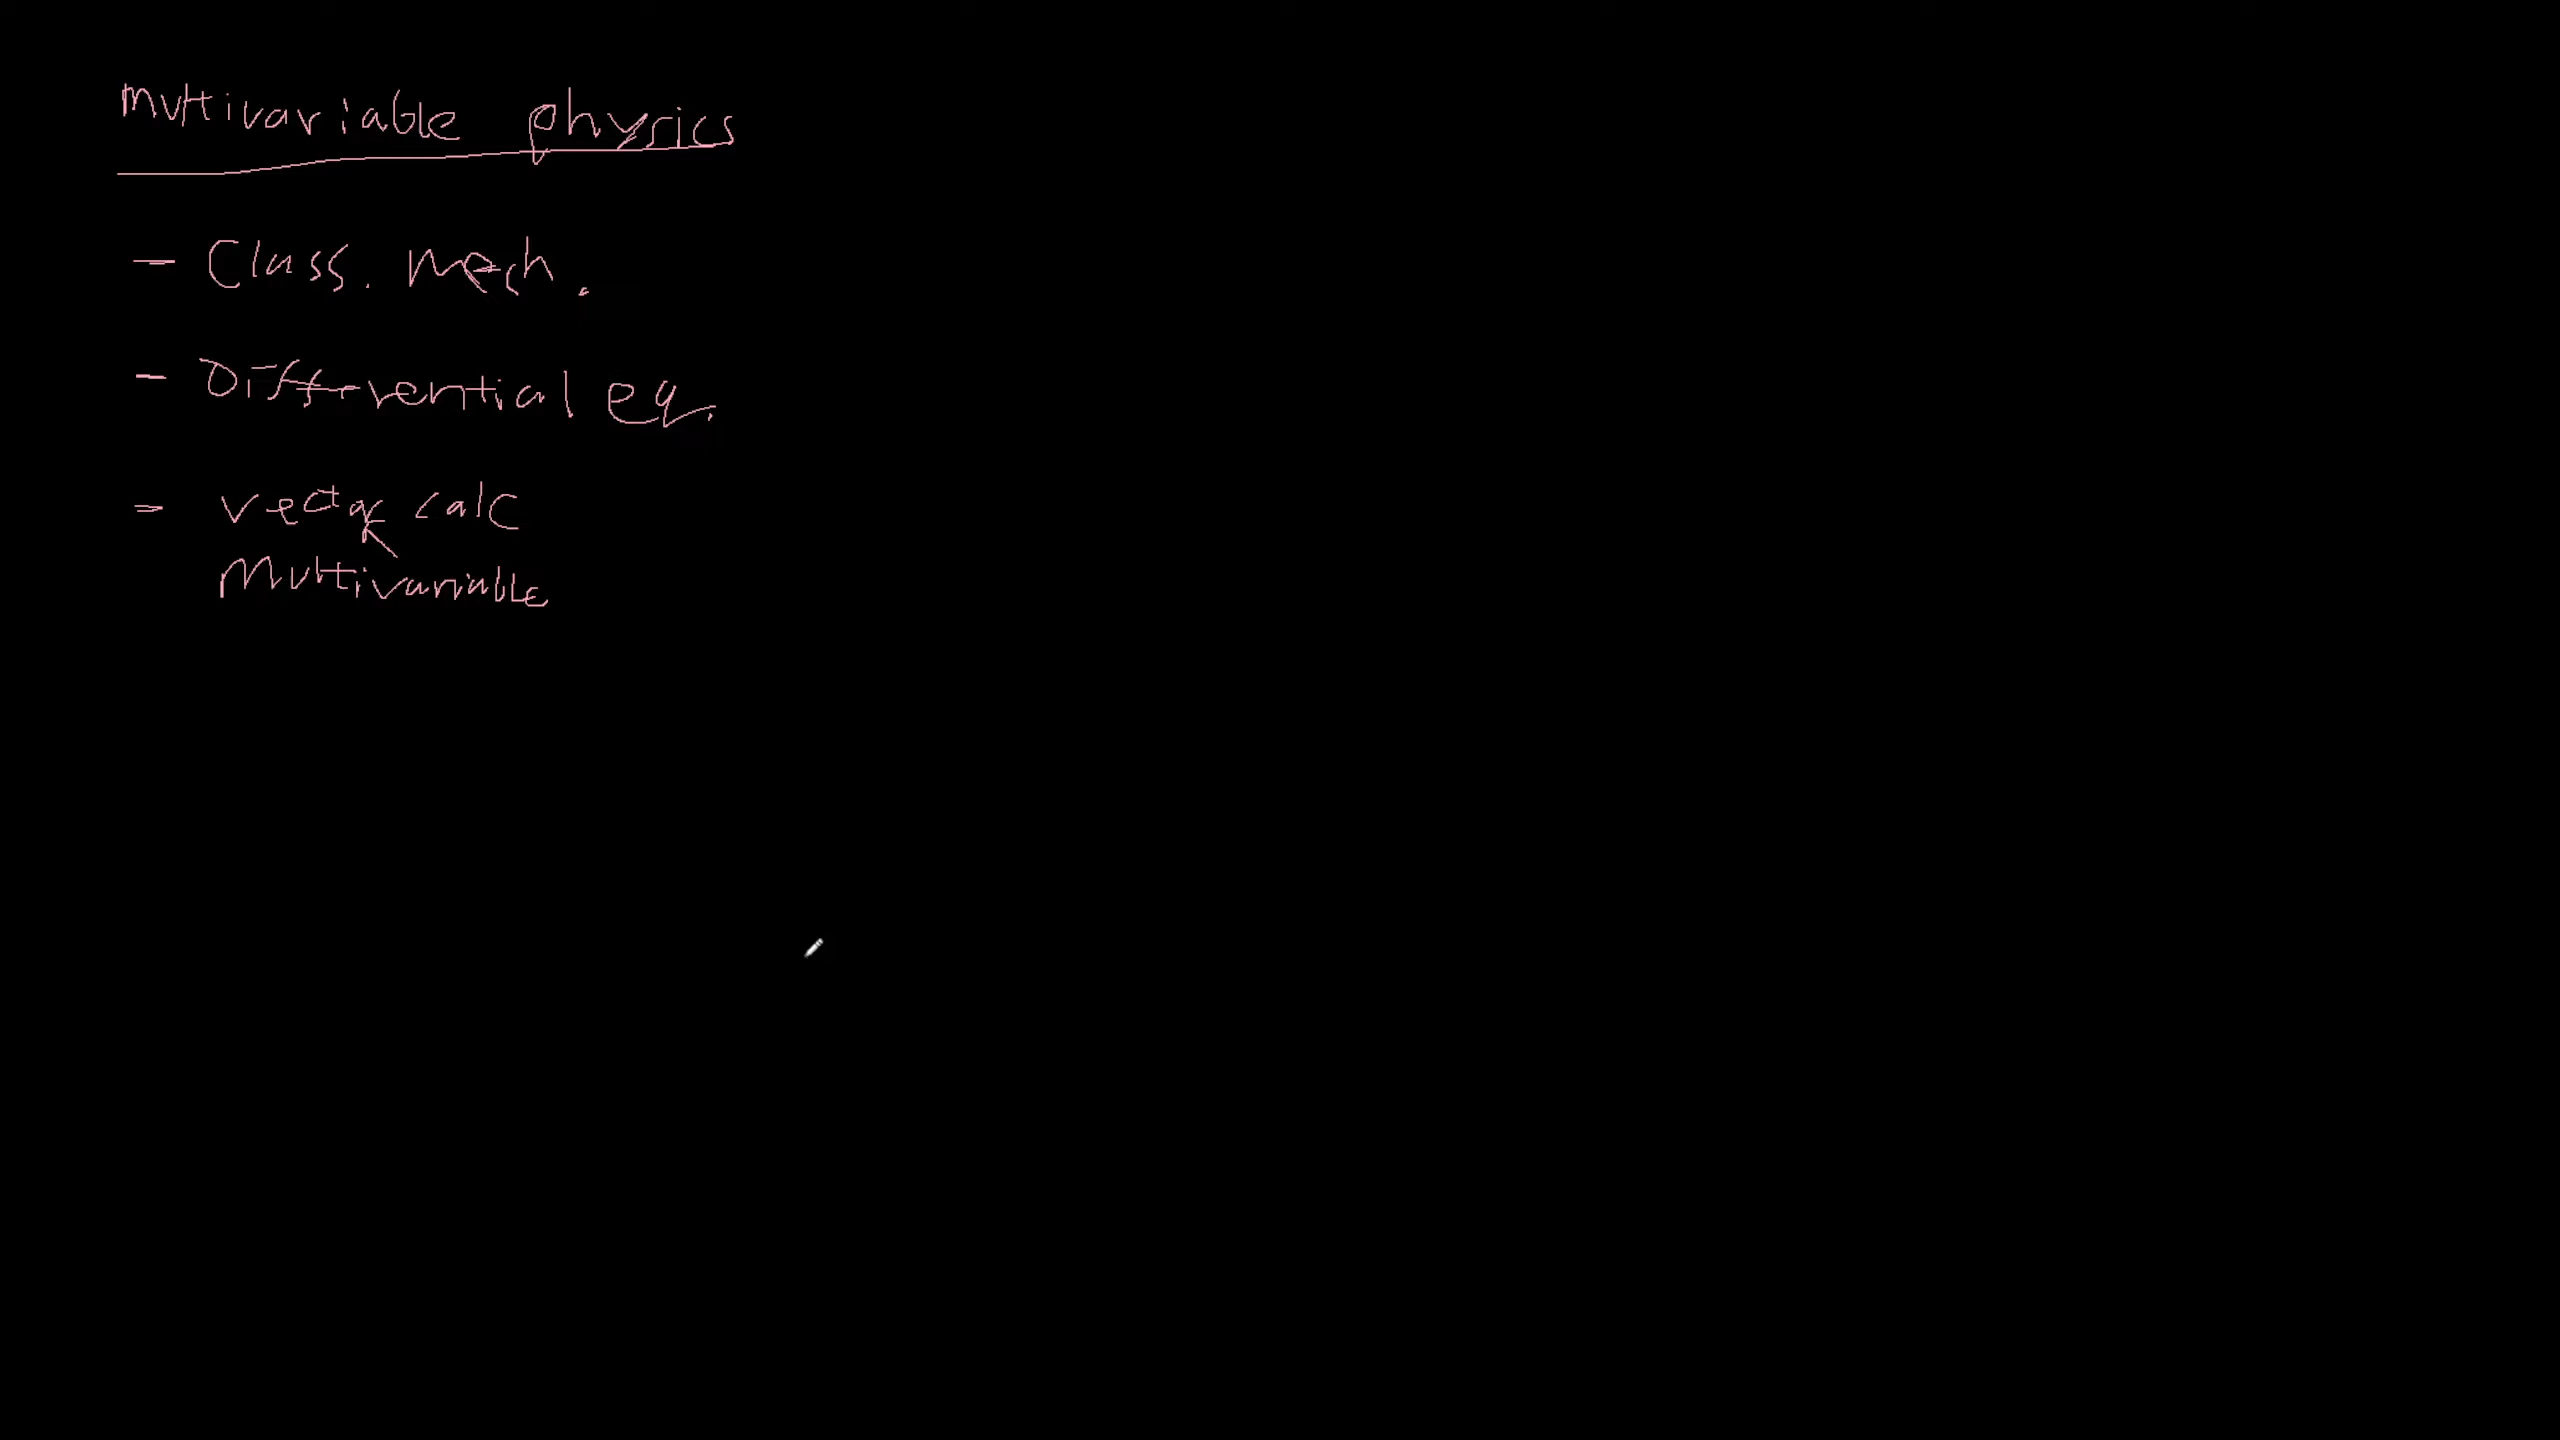 Multivariable physics
- Class. Mech.
- Differential eq.
- Vector calc
Multivariable